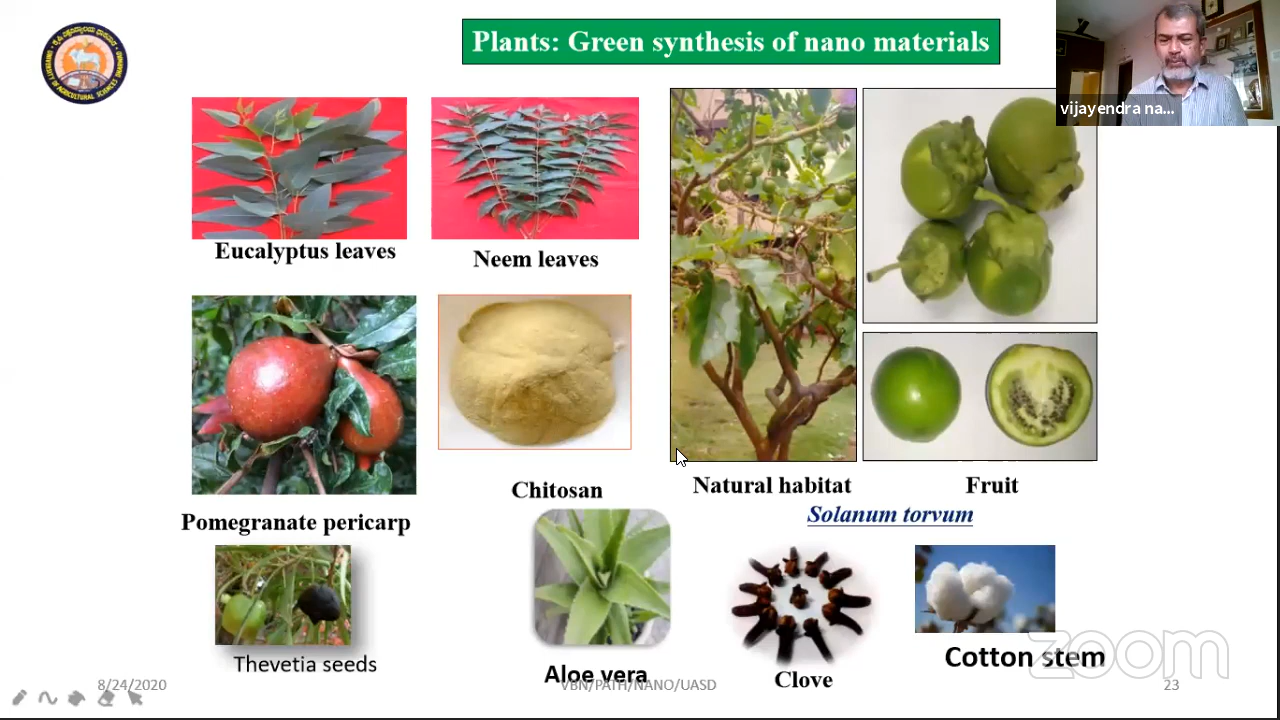 Plants: Green synthesis of nano materials
vijayendra na...
Eucalyptus leaves
Neem leaves
Pomegranate pericarp
Chitosan
Natural habitat
Fruit
Solanum torvum
Thevetia seeds
Aloe vera
Clove
Cotton stem
zoom
8/24/2020
VBN/PATH/NANO/UASD
23